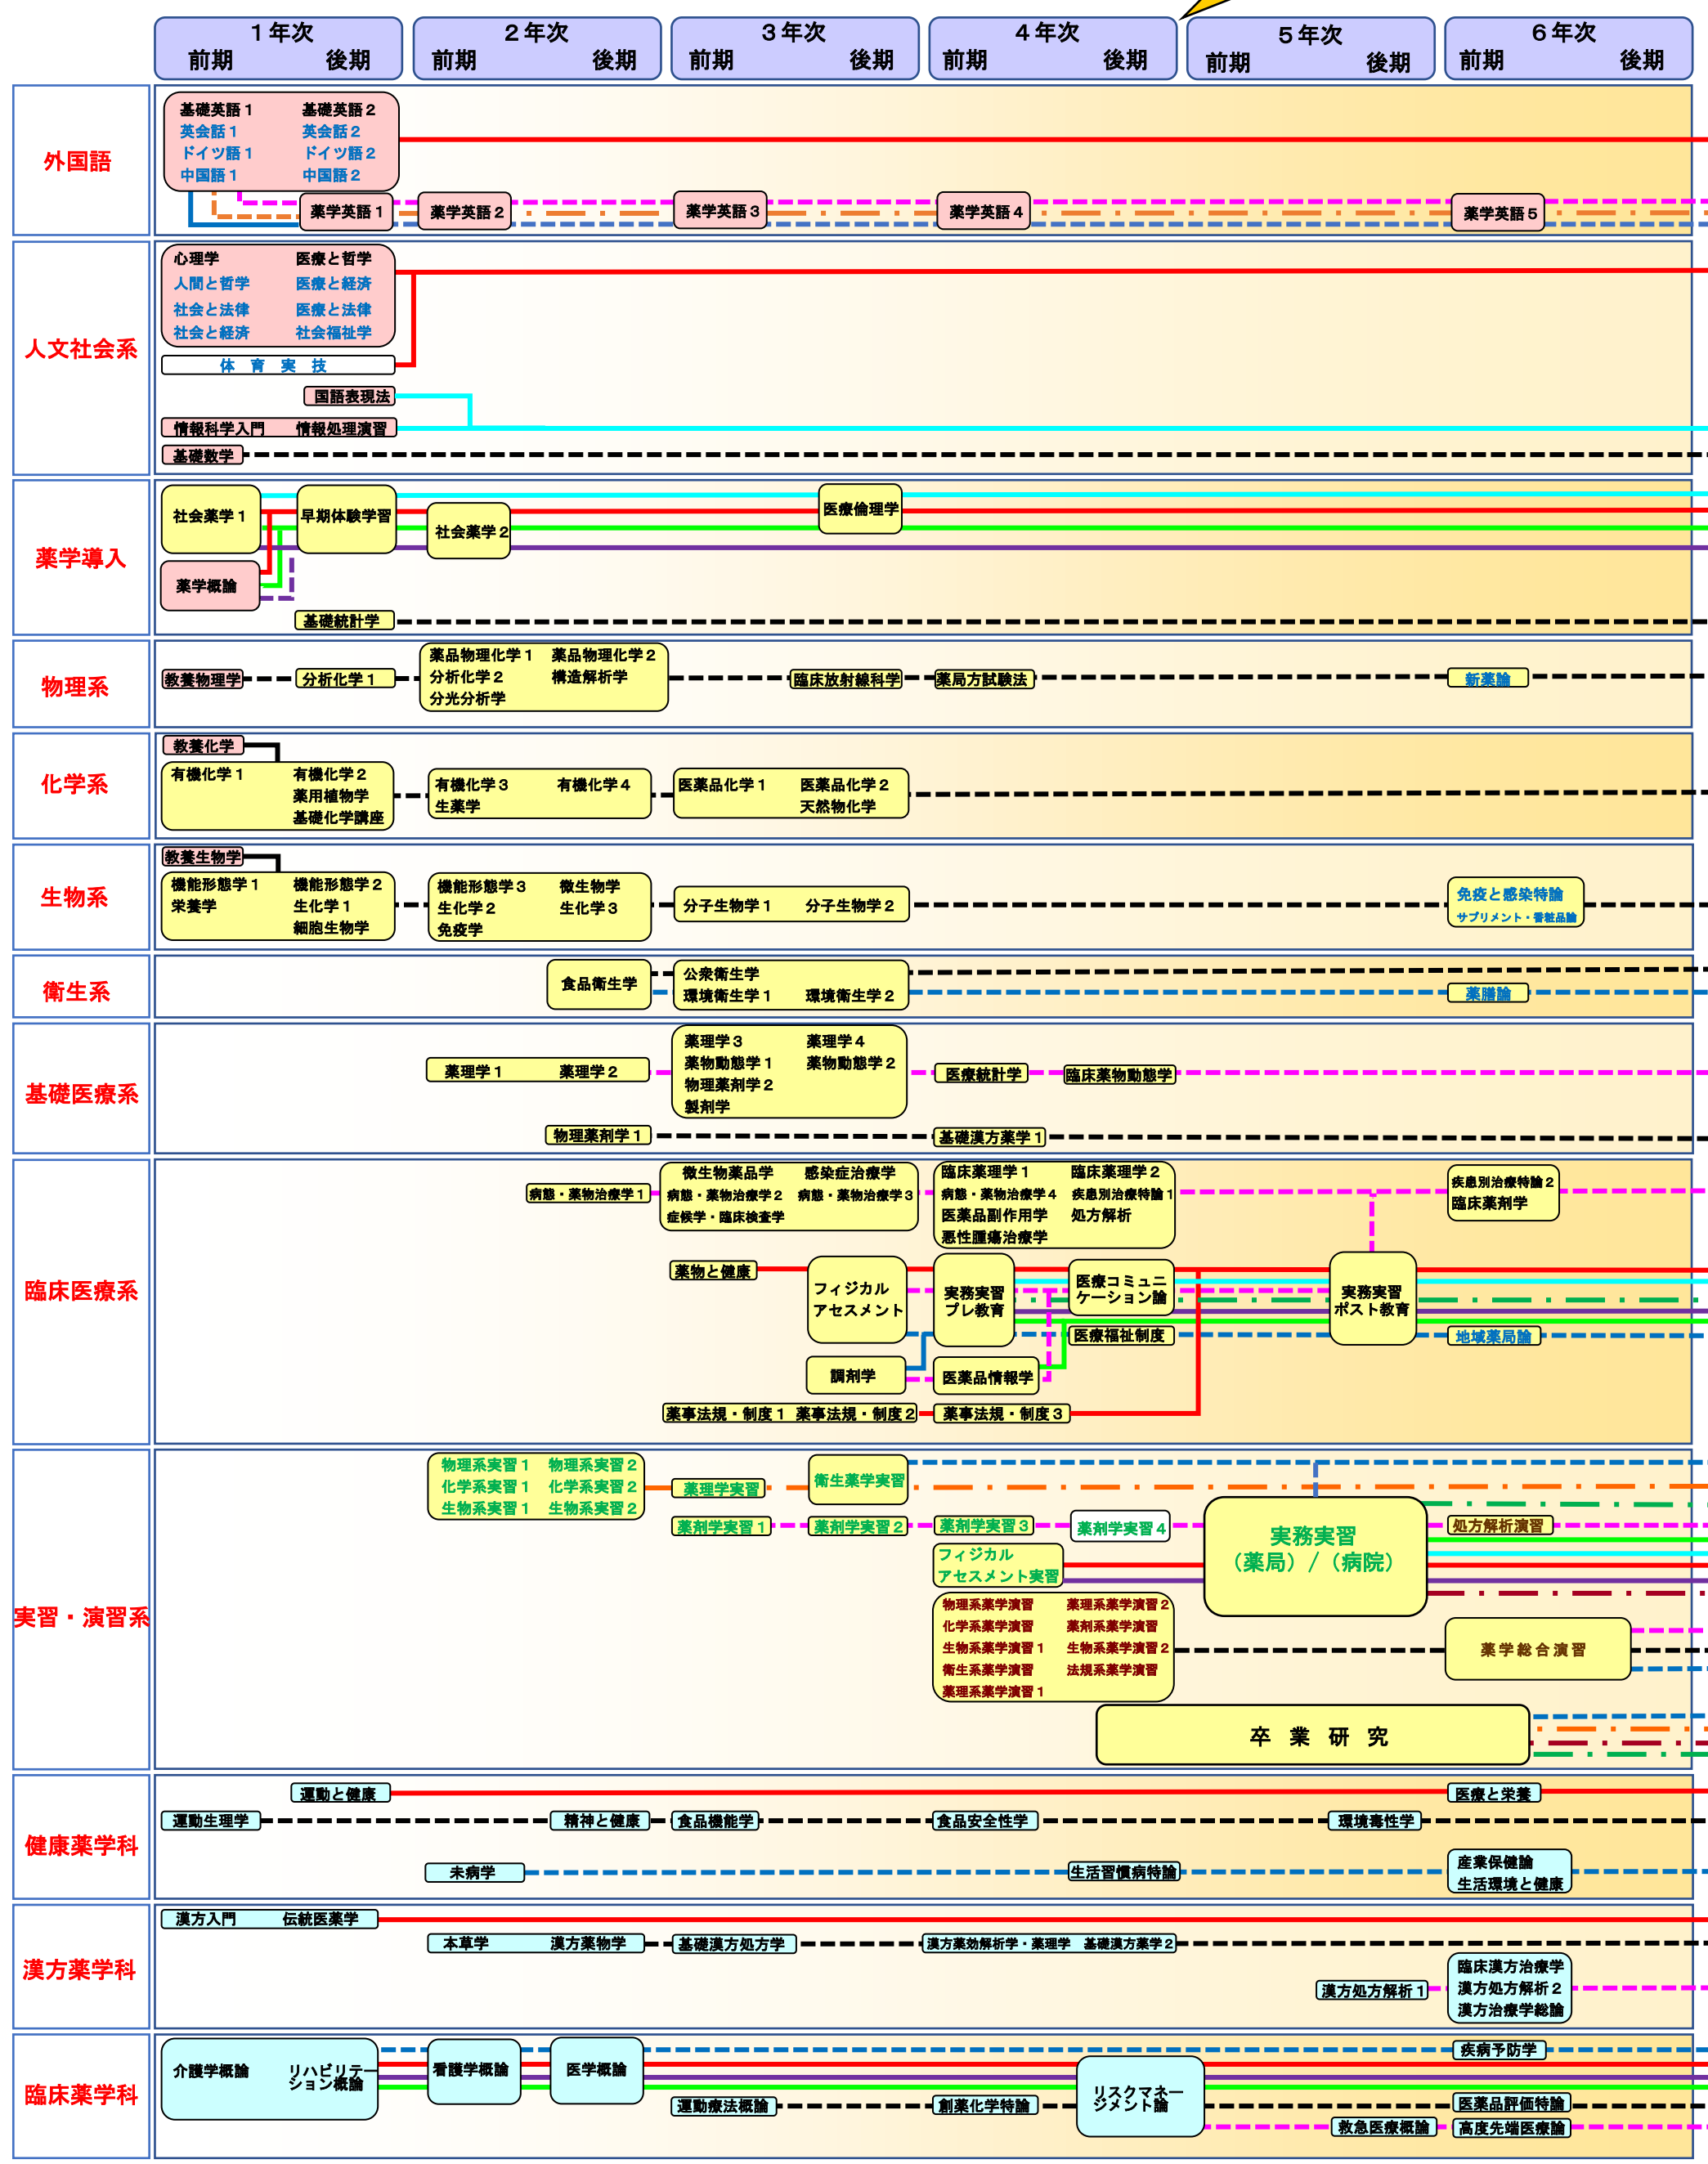 １年次 ２年次 ３年次 ４年次 ５年次 ６年次
前期 後期 前期 後期 前期 後期 前期 後期 前期 後期 前期 後期
外国語
基礎英語１ 基礎英語２
英会話１ 英会話２
ドイツ語１ ドイツ語２
中国語１ 中国語２
薬学英語１ 薬学英語２ 薬学英語３ 薬学英語４ 薬学英語５
人文社会系
心理学 医療と哲学
人間と哲学 医療と経済
社会と法律 医療と法律
社会と経済 社会福祉学
体 育 実 技
国語表現法
情報科学入門 情報処理演習
基礎数学
薬学導入
社会薬学１ 早期体験学習 社会薬学２ 医療倫理学
薬学概論
基礎統計学
物理系
教養物理学 分析化学１
薬品物理化学１ 薬品物理化学２
分析化学２ 構造解析学
分光分析学
臨床放射線科学 薬局方試験法 新薬論
化学系
教養化学
有機化学１ 有機化学２
薬用植物学
基礎化学講座
有機化学３ 有機化学４
生薬学
医薬品化学１ 医薬品化学２
天然物化学
生物系
教養生物学
機能形態学１ 機能形態学２
栄養学 生化学１
細胞生物学
機能形態学３ 微生物学
生化学２ 生化学３
免疫学
分子生物学１ 分子生物学２
免疫と感染特論
サプリメント・香粧品論
衛生系
食品衛生学
公衆衛生学
環境衛生学１ 環境衛生学２
薬膳論
基礎医療系
薬理学１ 薬理学２
薬理学３ 薬理学４
薬物動態学１ 薬物動態学２
物理薬剤学２
製剤学
医療統計学 臨床薬物動態学
物理薬剤学１ 基礎漢方薬学１
臨床医療系
病態・薬物治療学１
微生物薬品学 感染症治療学
病態・薬物治療学２ 病態・薬物治療学３
症候学・臨床検査学
臨床薬理学１ 臨床薬理学２
病態・薬物治療学４ 疾患別治療特論１
医薬品副作用学 処方解析
悪性腫瘍治療学
疾患別治療特論２
臨床薬剤学
薬物と健康
フィジカル
アセスメント
実務実習
プレ教育
医療コミュニ
ケーション論
実務実習
ポスト教育
医療福祉制度 地域薬局論
調剤学 医薬品情報学
薬事法規・制度１ 薬事法規・制度２ 薬事法規・制度３
実習・演習系
物理系実習１ 物理系実習２
化学系実習１ 化学系実習２
生物系実習１ 生物系実習２
薬理学実習 衛生薬学実習
薬剤学実習１ 薬剤学実習２ 薬剤学実習３ 薬剤学実習４
フィジカル
アセスメント実習
実務実習
（薬局）/（病院）
処方解析演習
物理系薬学演習 薬理系薬学演習２
化学系薬学演習 薬剤系薬学演習
生物系薬学演習１ 生物系薬学演習２
衛生系薬学演習 法規系薬学演習
薬理系薬学演習１
薬学総合演習
卒 業 研 究
健康薬学科
運動と健康 医療と栄養
運動生理学 精神と健康 食品機能学 食品安全性学 環境毒性学
未病学 生活習慣病特論
産業保健論
生活環境と健康
漢方薬学科
漢方入門 伝統医薬学
本草学 漢方薬物学 基礎漢方処方学 漢方薬効解析学・薬理学 基礎漢方薬学２
漢方処方解析１
臨床漢方治療学
漢方処方解析２
漢方治療学総論
臨床薬学科
介護学概論 リハビリテー
ション概論
看護学概論 医学概論
疾病予防学
リスクマネー
ジメント論
運動療法概論 創薬化学特論 医薬品評価特論
救急医療概論 高度先端医療論